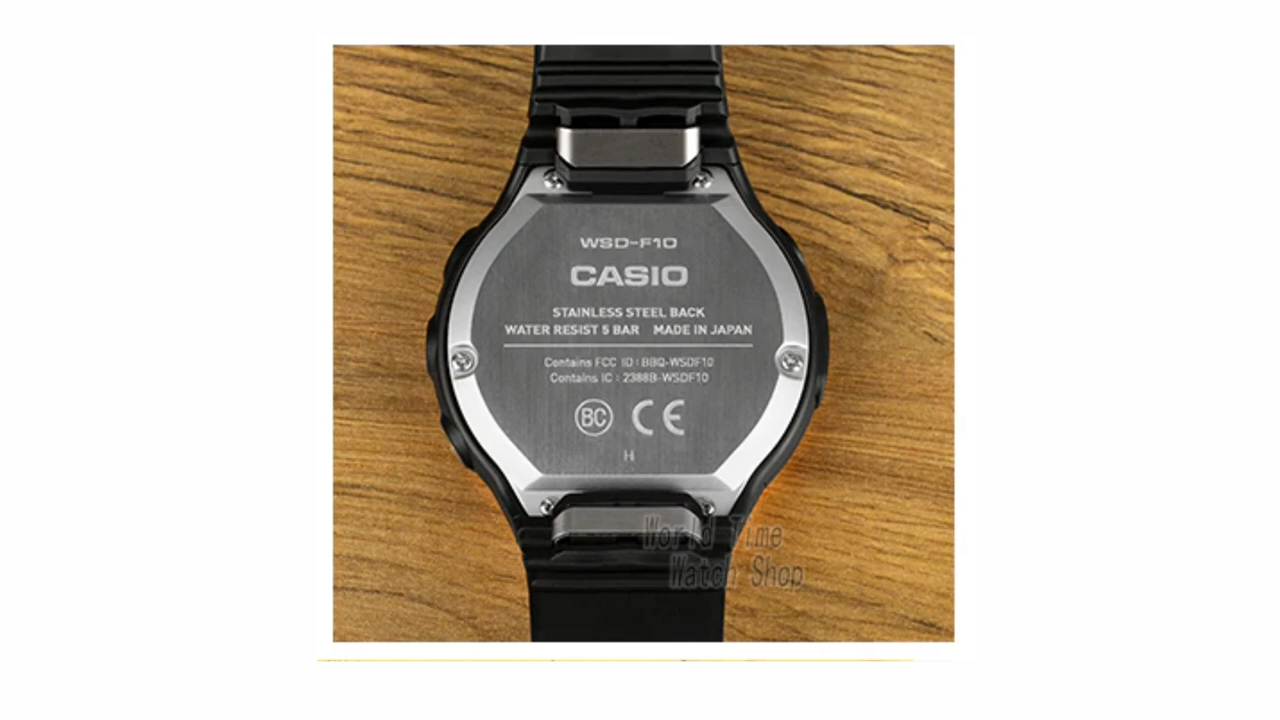 WSD-F10
CASIO
STAINLESS STEEL BACK
WATER RESIST 5 BAR MADE IN JAPAN
Contains FCC ID : BBQ-WSDF10
Contains IC : 2388B-WSDF10
BC CE
H
World Time
Watch Shop